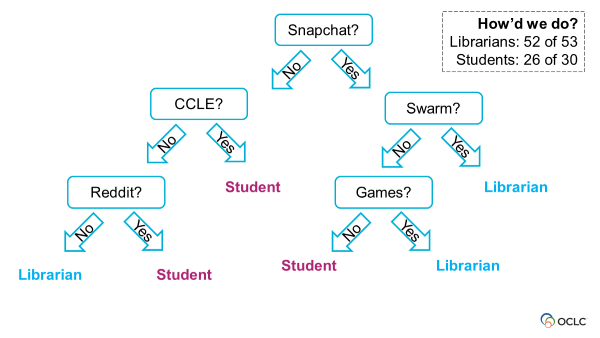 Snapchat?
How'd we do?
Librarians: 52 of 53
Students: 26 of 30
No
Yes
CCLE?
Swarm?
No
Yes
No
Yes
Student
Librarian
Reddit?
Games?
No
Yes
No
Yes
Librarian
Student
Student
Librarian
OCLC